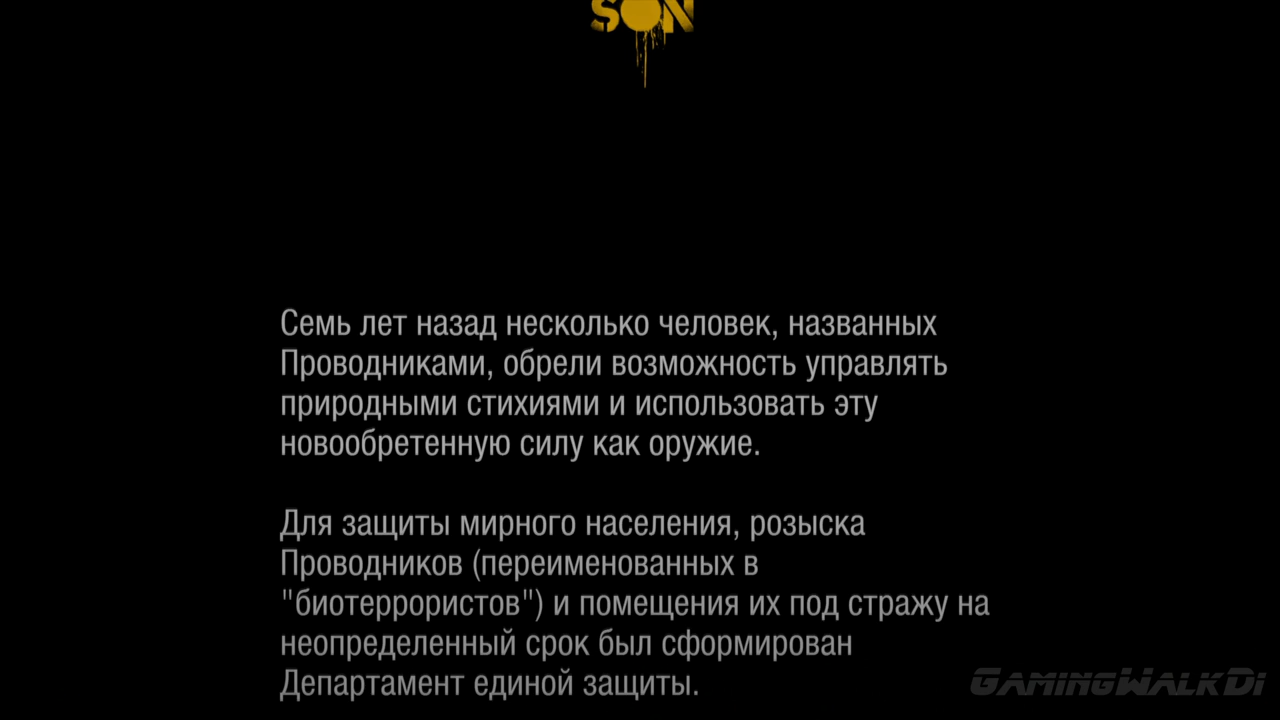 SON
Семь лет назад несколько человек, названных
Проводниками, обрели возможность управлять
природными стихиями и использовать эту
новообретенную силу как оружие.
Для защиты мирного населения, розыска
Проводников (переименованных в
"биотеррористов") и помещения их под стражу на
неопределенный срок был сформирован
Департамент единой защиты.
GamingWalkDi